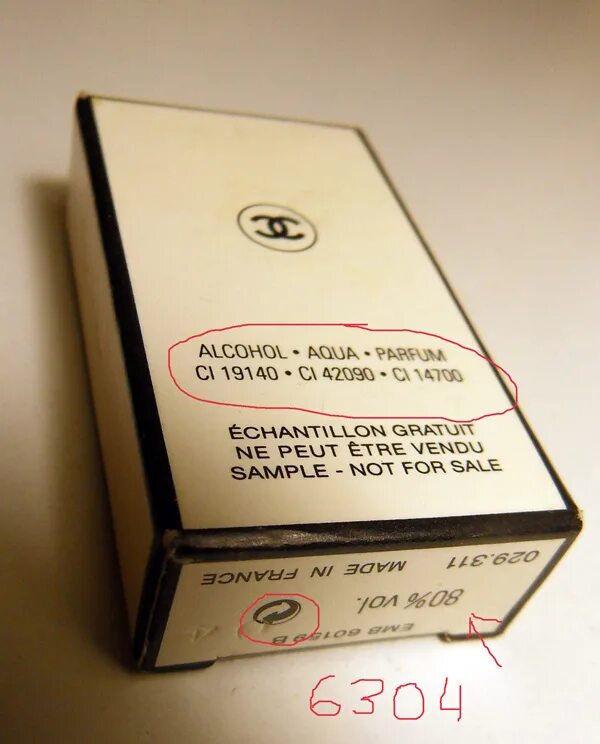 ALCOHOL • AQUA • PARFUM
CI 19140 • CI 42090 • CI 14700
ÉCHANTILLON GRATUIT
NE PEUT ÊTRE VENDU
SAMPLE - NOT FOR SALE
029.311 MADE IN FRANCE
80% vol.
EMB 60159 B
6304